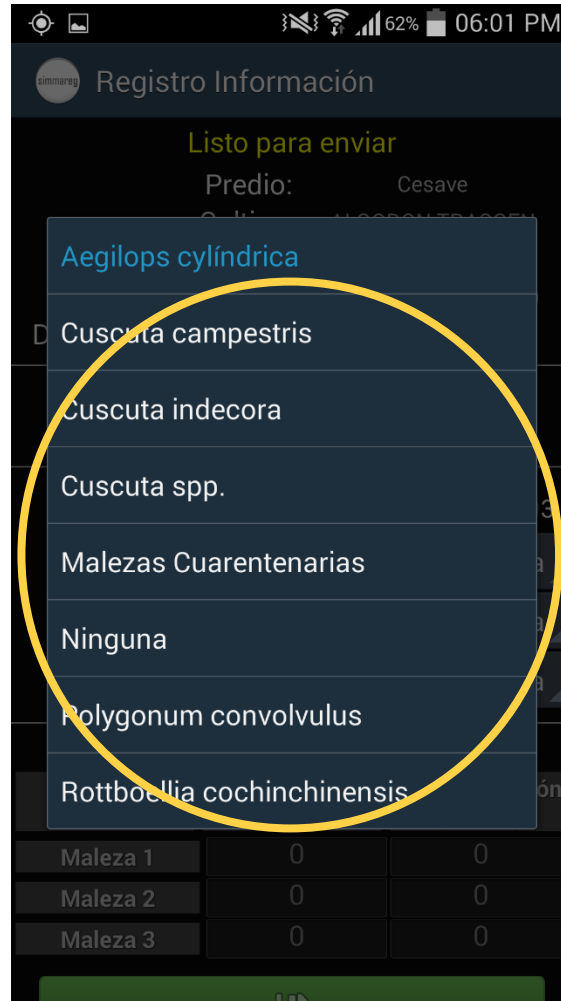 62% 06:01 PM
simmareg Registro Información
Listo para enviar
Predio: Cesave
Aegilops cylíndrica
Cuscuta campestris
Cuscuta indecora
Cuscuta spp.
Malezas Cuarentenarias
Ninguna
Polygonum convolvulus
Rottboellia cochinchinensis
Maleza 1 0 0
Maleza 2 0 0
Maleza 3 0 0